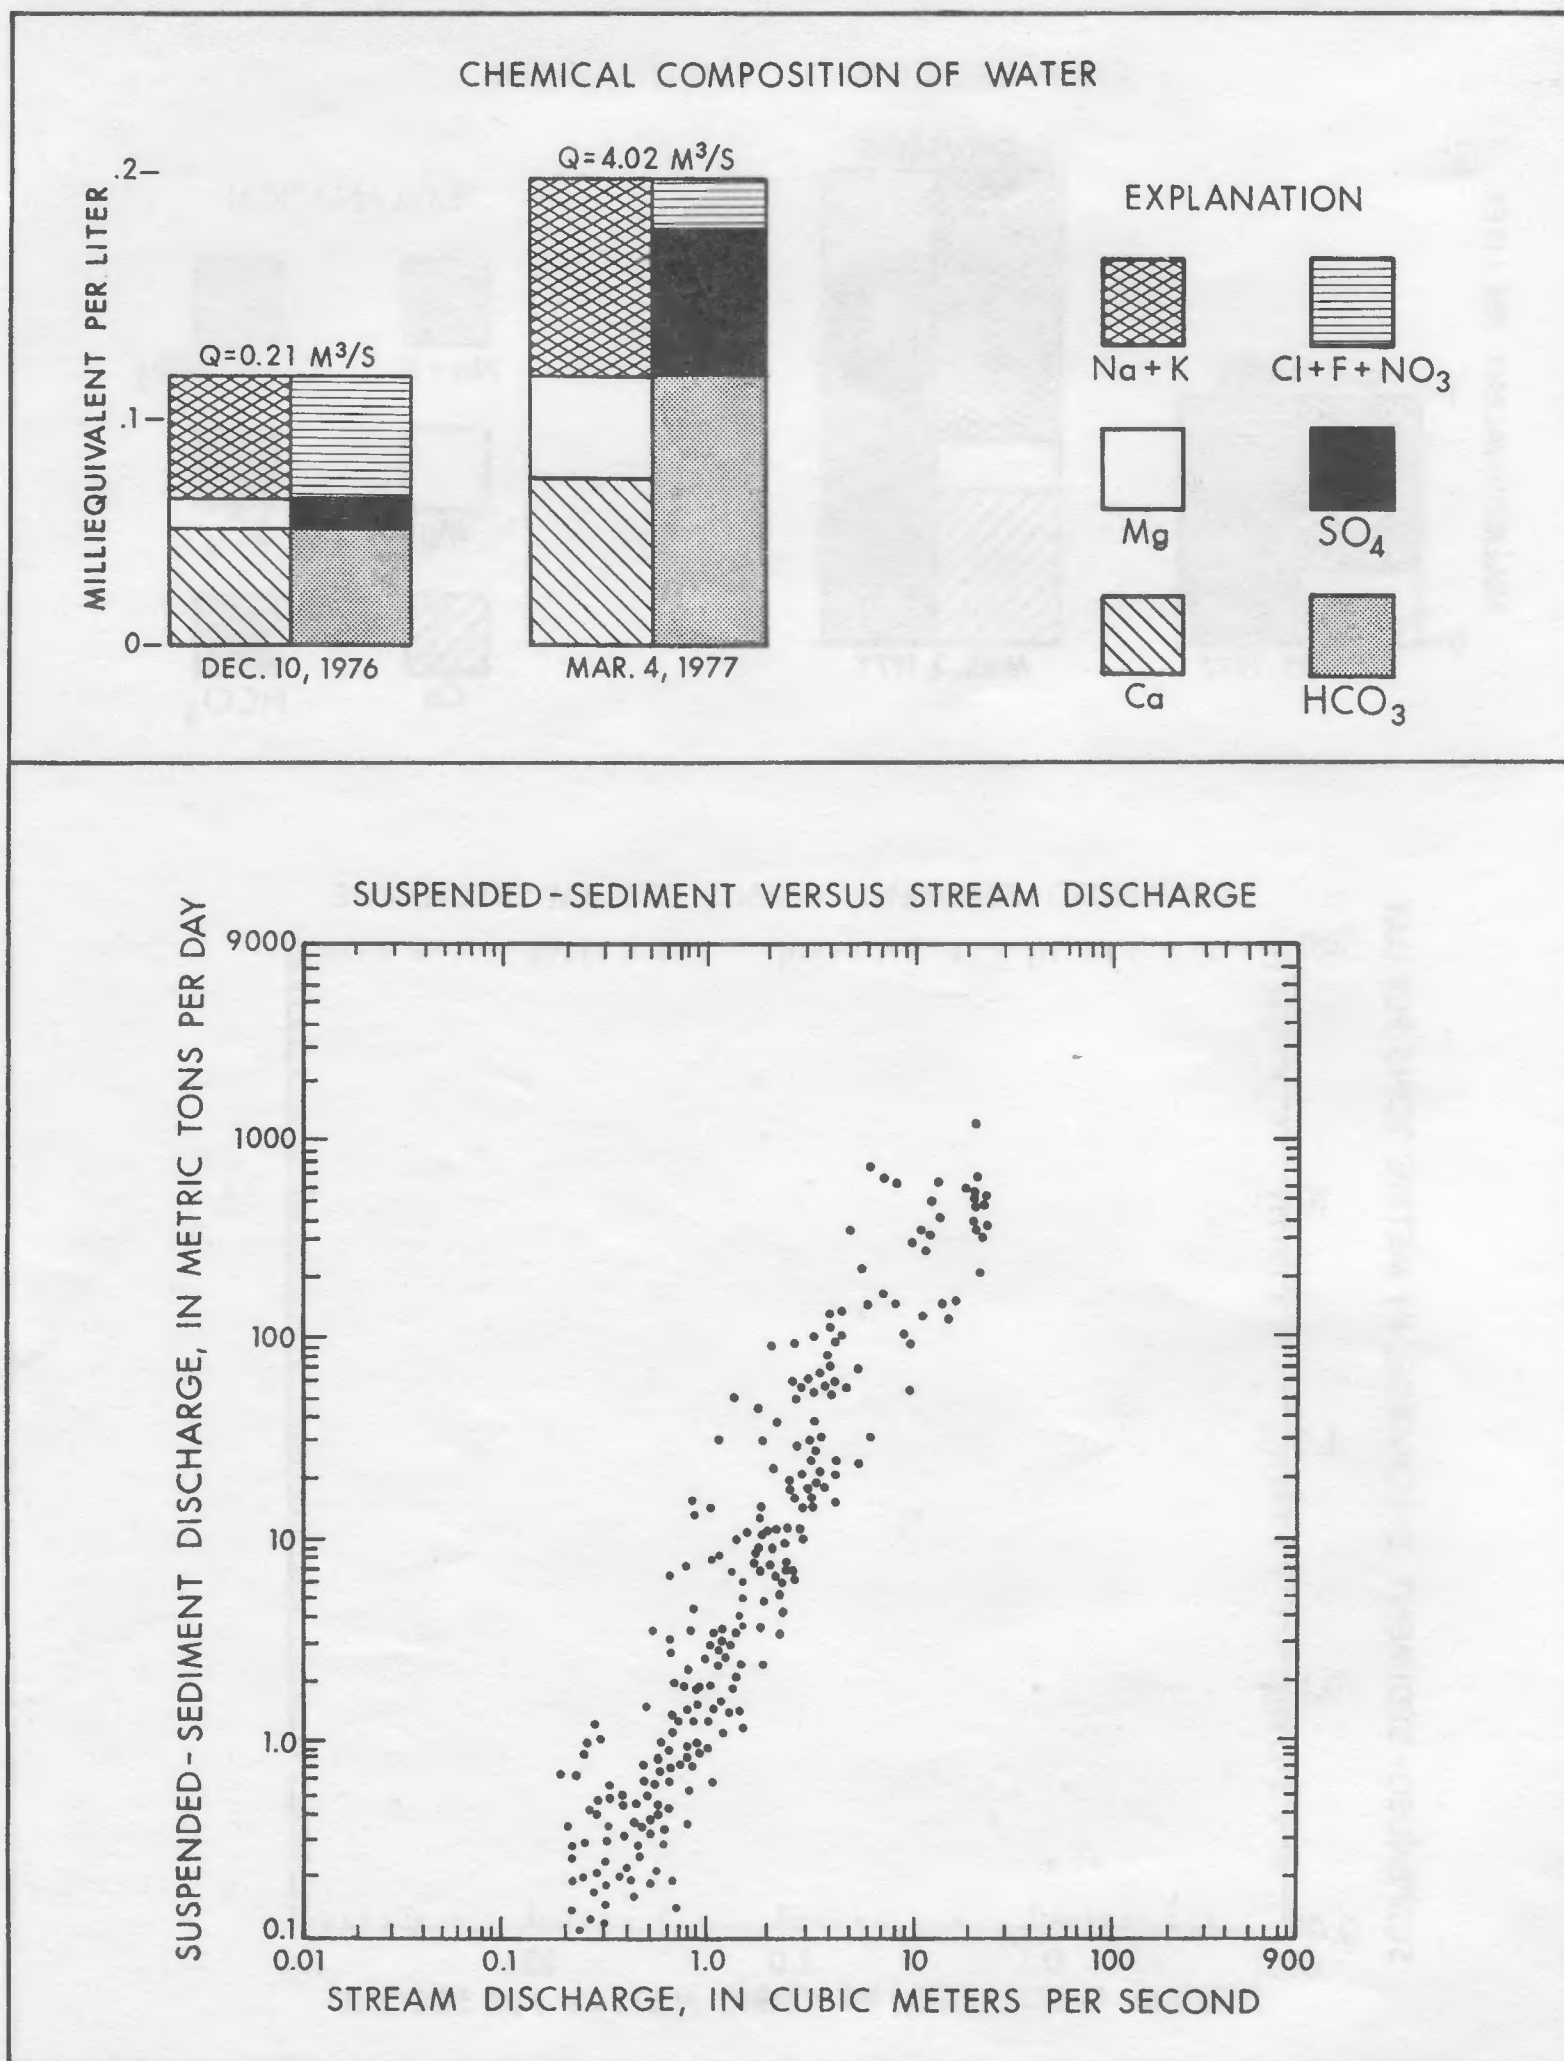 CHEMICAL COMPOSITION OF WATER
MILLIEQUIVALENT PER LITER
.2
.1
0
Q=0.21 M³/S
DEC. 10, 1976
Q=4.02 M³/S
MAR. 4, 1977
EXPLANATION
Na+K
Cl+F+NO₃
Mg
SO₄
Ca
HCO₃
SUSPENDED-SEDIMENT VERSUS STREAM DISCHARGE
SUSPENDED-SEDIMENT DISCHARGE, IN METRIC TONS PER DAY
9000
1000
100
10
1.0
0.1
0.01 0.1 1.0 10 100 900
STREAM DISCHARGE, IN CUBIC METERS PER SECOND